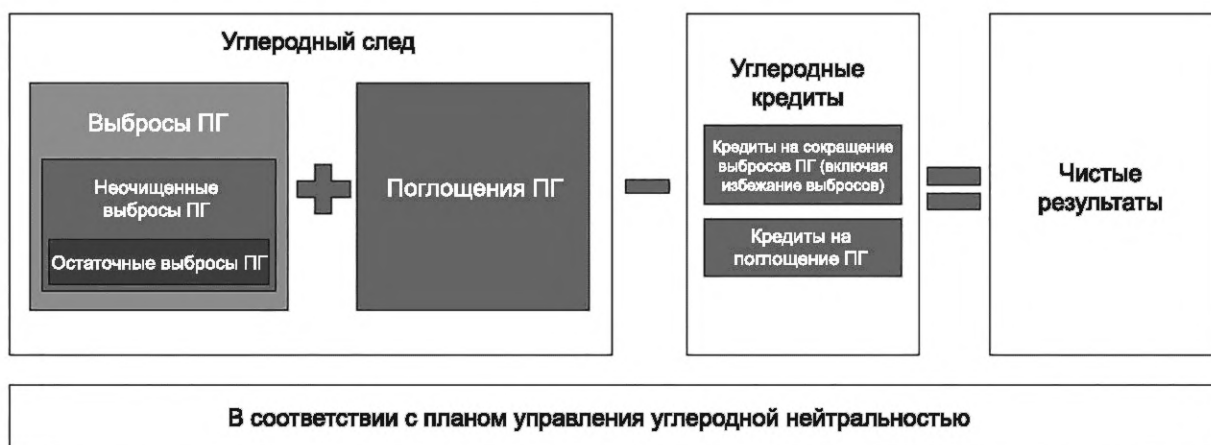 Углеродный след
Выбросы ПГ
Неочищенные
выбросы ПГ
Остаточные выбросы ПГ
Поглощения ПГ
Углеродные
кредиты
Кредиты на сокращение
выбросов ПГ (включая
избежание выбросов)
Кредиты на
поглощение ПГ
Чистые
результаты
В соответствии с планом управления углеродной нейтральностью